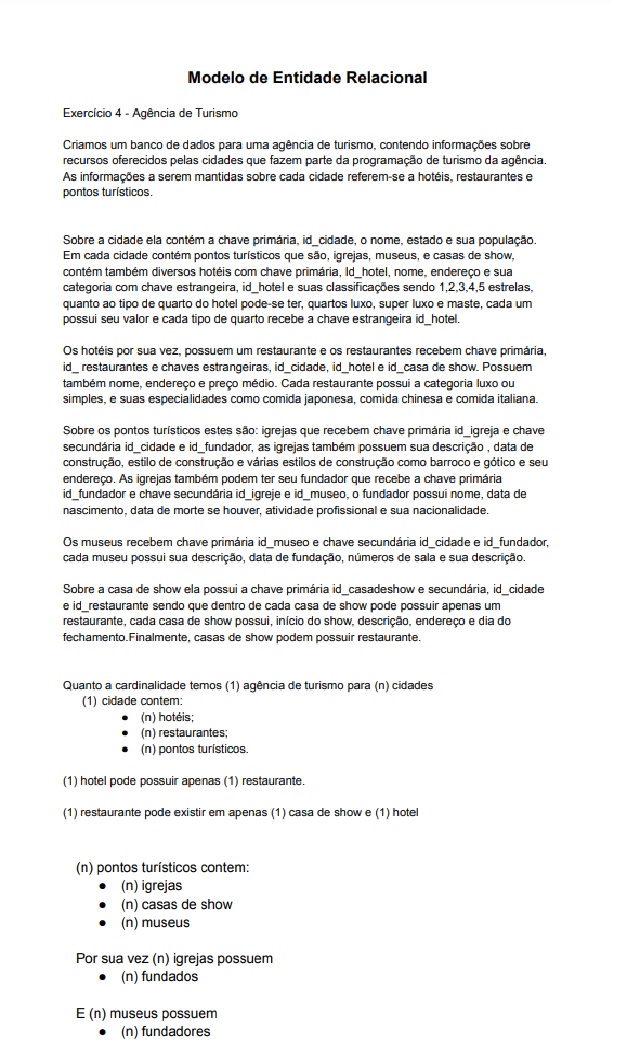 Modelo de Entidade Relacional
Exercício 4 - Agência de Turismo
Criamos um banco de dados para uma agência de turismo, contendo informações sobre
recursos oferecidos pelas cidades que fazem parte da programação de turismo da agência.
As informações a serem mantidas sobre cada cidade referem-se a hotéis, restaurantes e
pontos turísticos.
Sobre a cidade ela contém a chave primária, id_cidade, o nome, estado e sua população.
Em cada cidade contém pontos turísticos que são, igrejas, museus, e casas de show,
contém também diversos hotéis com chave primária, Id_hotel, nome, endereço e sua
categoria com chave estrangeira, id_hotel e suas classificações sendo 1,2,3,4,5 estrelas,
quanto ao tipo de quarto do hotel pode-se ter, quartos luxo, super luxo e maste, cada um
possui seu valor e cada tipo de quarto recebe a chave estrangeira id_hotel.
Os hotéis por sua vez, possuem um restaurante e os restaurantes recebem chave primária,
id_ restaurantes e chaves estrangeiras, id_cidade, id_hotel e id_casa de show. Possuem
também nome, endereço e preço médio. Cada restaurante possui a categoria luxo ou
simples, e suas especialidades como comida japonesa, comida chinesa e comida italiana.
Sobre os pontos turísticos estes são: igrejas que recebem chave primária id_igreja e chave
secundária id_cidade e id_fundador, as igrejas também possuem sua descrição , data de
construção, estilo de construção e várias estilos de construção como barroco e gótico e seu
endereço. As igrejas também podem ter seu fundador que recebe a chave primária
id_fundador e chave secundária id_igreje e id_museo, o fundador possui nome, data de
nascimento, data de morte se houver, atividade profissional e sua nacionalidade.
Os museus recebem chave primária id_museo e chave secundária id_cidade e id_fundador,
cada museu possui sua descrição, data de fundação, números de sala e sua descrição.
Sobre a casa de show ela possui a chave primária id_casadeshow e secundária, id_cidade
e id_restaurante sendo que dentro de cada casa de show pode possuir apenas um
restaurante, cada casa de show possui, início do show, descrição, endereço e dia do
fechamento.Finalmente, casas de show podem possuir restaurante.
Quanto a cardinalidade temos (1) agência de turismo para (n) cidades
(1) cidade contem:
● (n) hotéis;
● (n) restaurantes;
● (n) pontos turísticos.
(1) hotel pode possuir apenas (1) restaurante.
(1) restaurante pode existir em apenas (1) casa de show e (1) hotel
(n) pontos turísticos contem:
● (n) igrejas
● (n) casas de show
● (n) museus
Por sua vez (n) igrejas possuem
● (n) fundados
E (n) museus possuem
● (n) fundadores